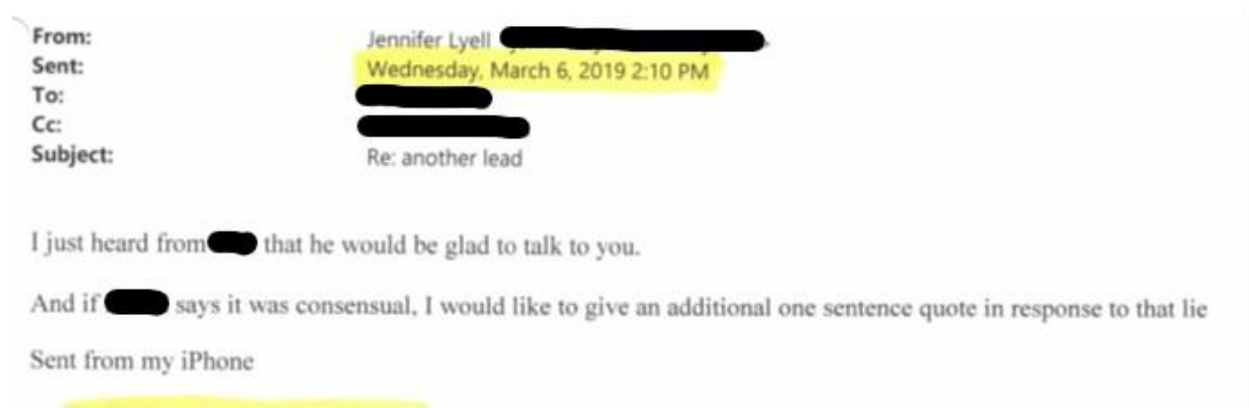 From: Jennifer Lyell
Sent: Wednesday, March 6, 2019 2:10 PM
To:
Cc:
Subject: Re: another lead
I just heard from that he would be glad to talk to you.
And if says it was consensual, I would like to give an additional one sentence quote in response to that lie
Sent from my iPhone